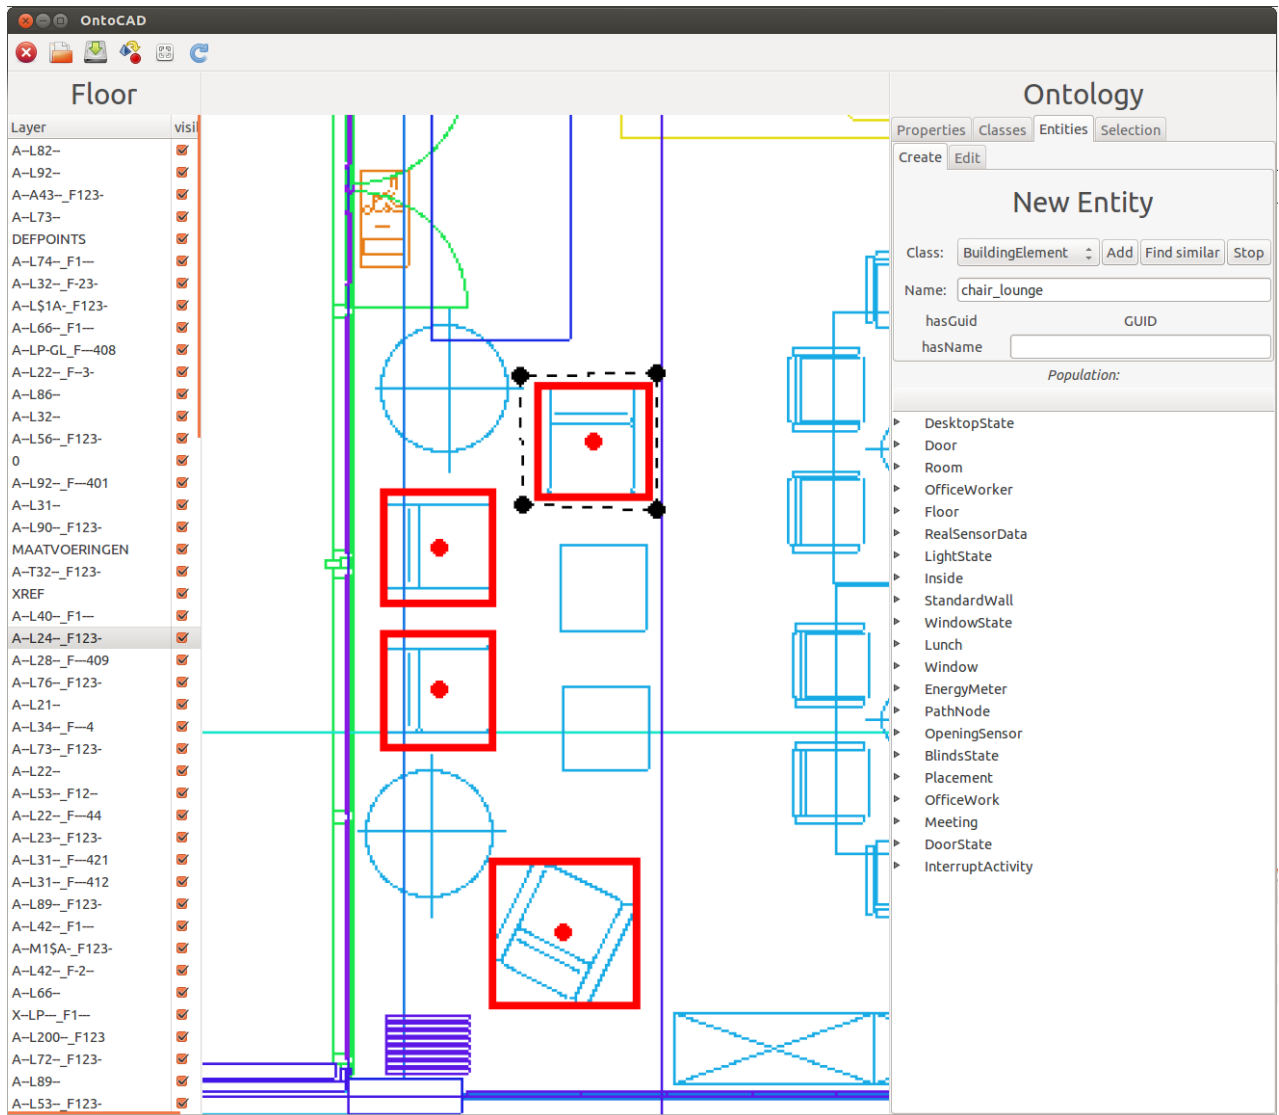 OntoCAD
Floor
Layer visil
A--L82--
A--L92--
A--A43--_F123-
A--L73--
DEFPOINTS
A--L74--_F1---
A--L32--_F-23-
A--L$1A-_F123-
A--L66--_F1---
A--LP-GL_F---408
A--L22--_F--3-
A--L86--
A--L32--
A--L56--_F123-
0
A--L92--_F---401
A--L31--
A--L90--_F123-
MAATVOERINGEN
A--T32--_F123-
XREF
A--L40--_F1---
A--L24--_F123-
A--L28--_F---409
A--L76--_F123-
A--L21--
A--L34--_F---4
A--L73--_F123-
A--L22--
A--L53--_F12--
A--L22--_F---44
A--L23--_F123-
A--L31--_F---421
A--L31--_F---412
A--L89--_F123-
A--L42--_F1---
A--M1$A-_F123-
A--L42--_F-2--
A--L66--
X--LP---_F1---
A--L200--_F123
A--L72--_F123-
A--L89--
A--L53--_F123-
Ontology
Properties Classes Entities Selection
Create Edit
New Entity
Class: BuildingElement Add Find similar Stop
Name: chair_lounge
hasGuid GUID
hasName
Population:
DesktopState
Door
Room
OfficeWorker
Floor
RealSensorData
LightState
Inside
StandardWall
WindowState
Lunch
Window
EnergyMeter
PathNode
OpeningSensor
BlindsState
Placement
OfficeWork
Meeting
DoorState
InterruptActivity